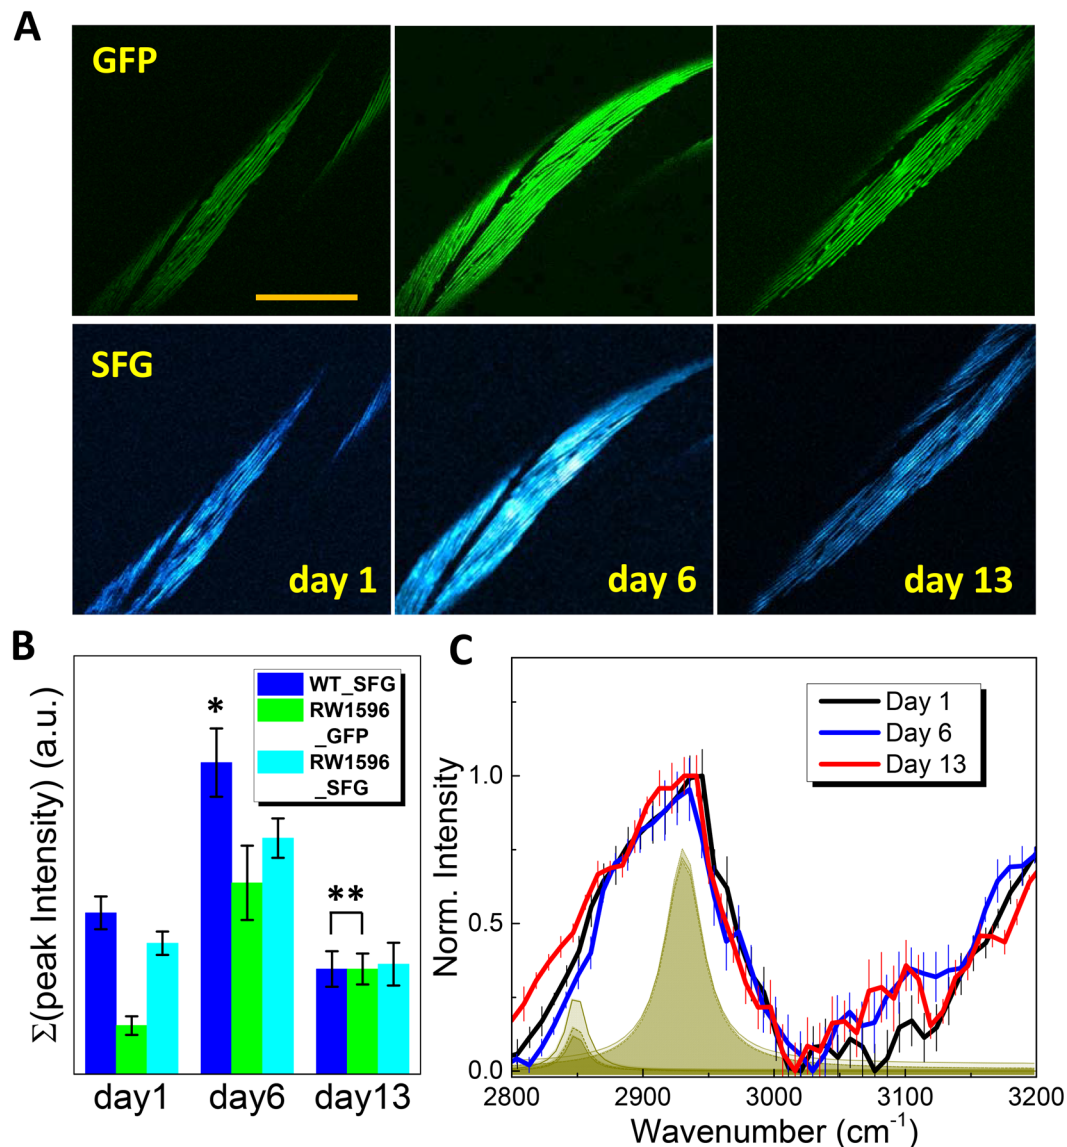 A
GFP
SFG
day 1
day 6
day 13
B
Σ(peak Intensity) (a.u.)
*
**
WT_SFG
RW1596
_GFP
RW1596
_SFG
day1
day6
day13
C
Norm. Intensity
1.0
0.5
0.0
Day 1
Day 6
Day 13
2800
2900
3000
3100
3200
Wavenumber (cm⁻¹)